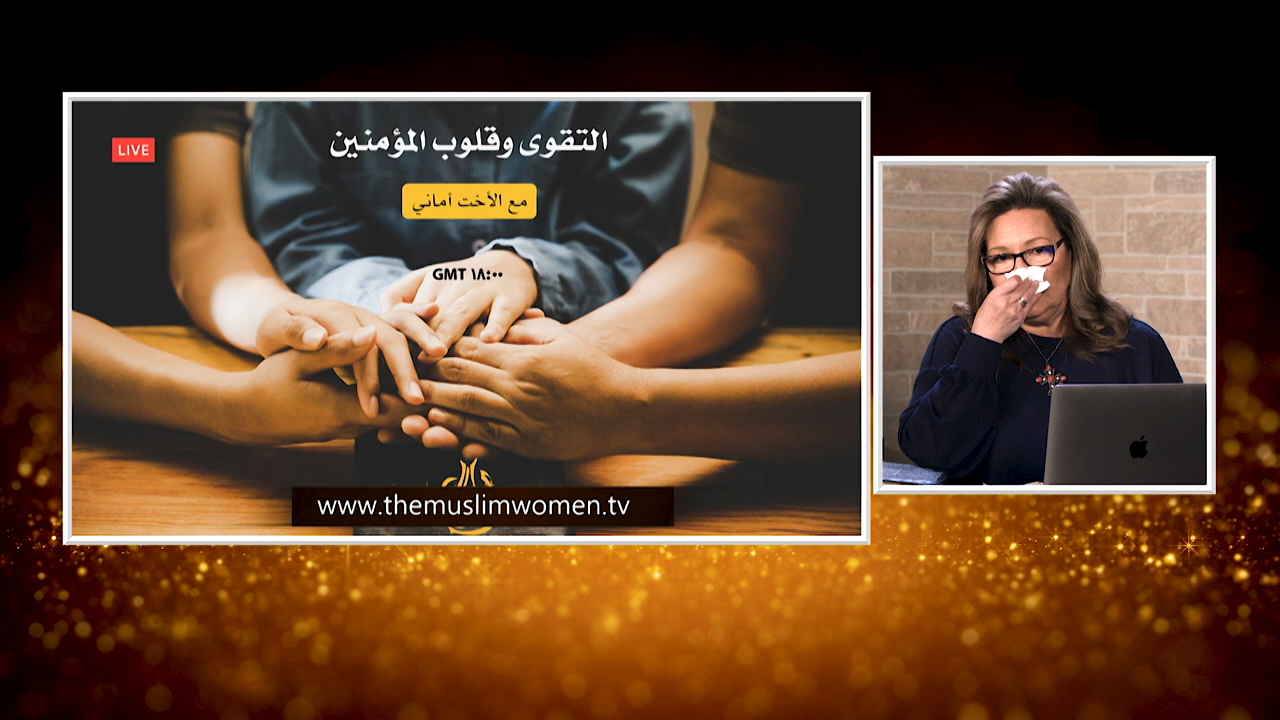 LIVE
التقوى وقلوب المؤمنين
مع الأخت أماني
GMT ١٨:٠٠
www.themuslimwomen.tv